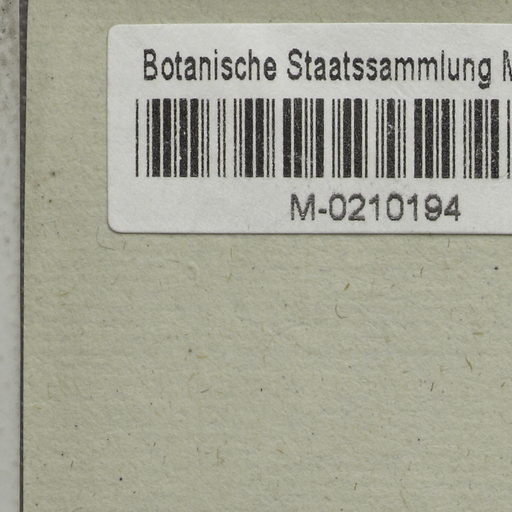 Botanische Staatssammlung
M-0210194